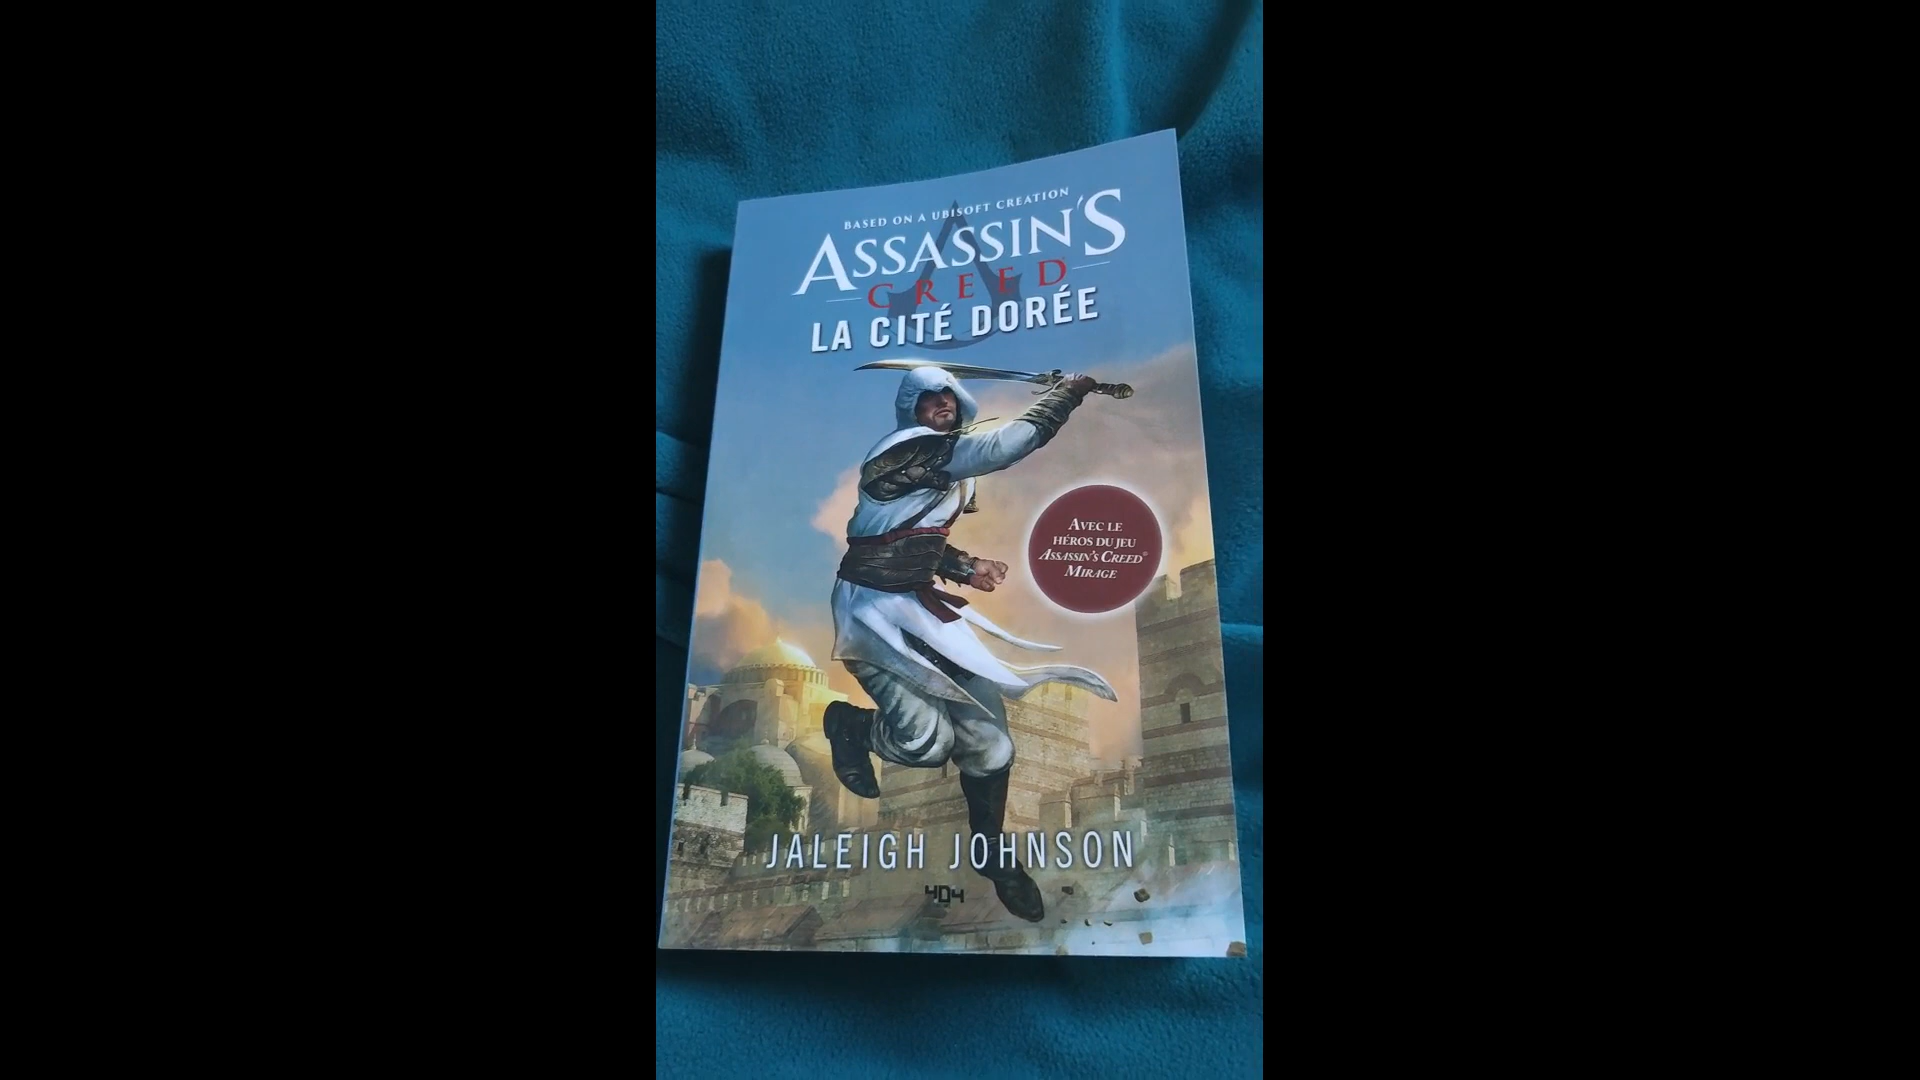 BASED ON A UBISOFT CREATION
ASSASSIN'S
CREED
LA CITÉ DORÉE
AVEC LE
HÉROS DU JEU
ASSASSIN'S CREED®
MIRAGE
JALEIGH JOHNSON
404